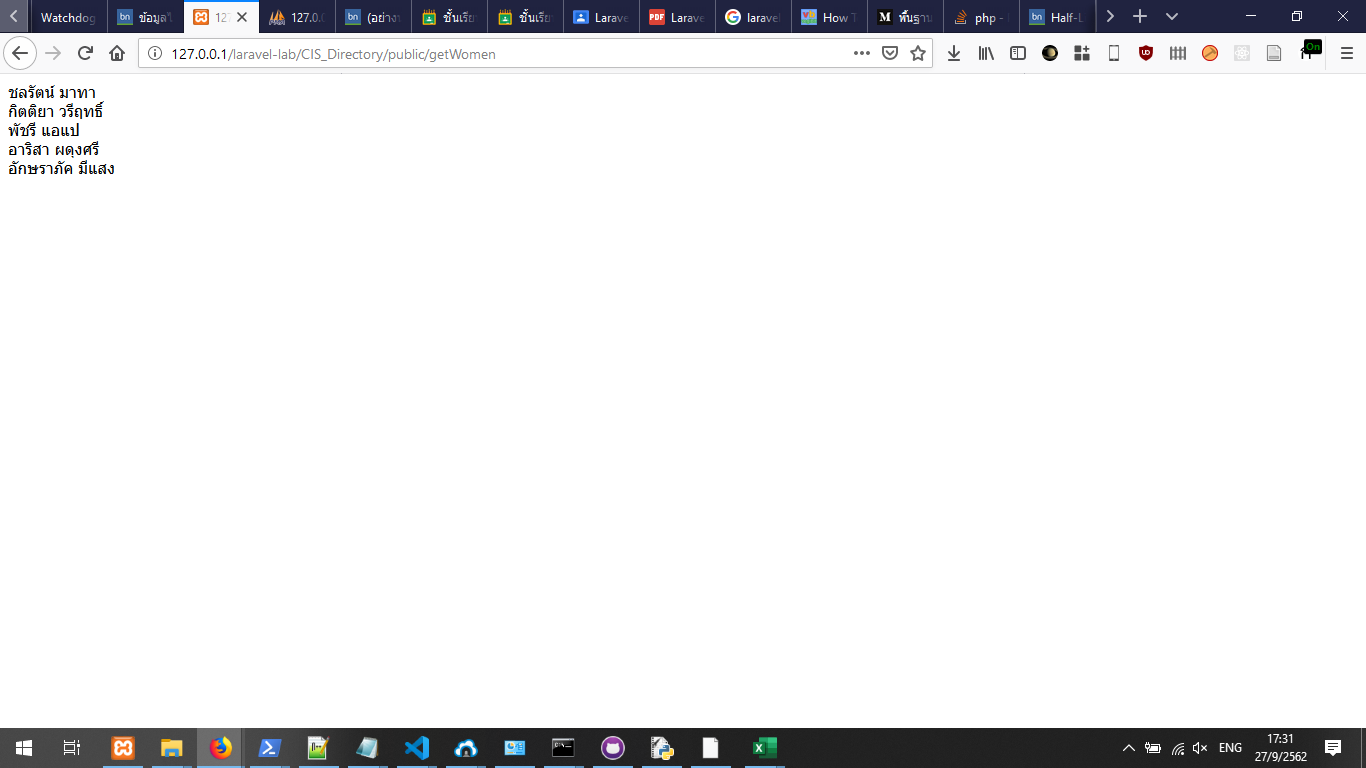 Watchdog
ข้อมูลใ
127
127.0.0
(อย่าง
ชั้นเรีย
ชั้นเรีย
Larave
Larave
laravel
How T
พื้นฐาน
php -
Half-L
127.0.0.1/laravel-lab/CIS_Directory/public/getWomen
On
ชลรัตน์ มาทา
กิตติยา วรีฤทธิ์
พัชรี แอแป
อาริสา ผดุงศรี
อักษราภัค มีแสง
ENG
17:31
27/9/2562